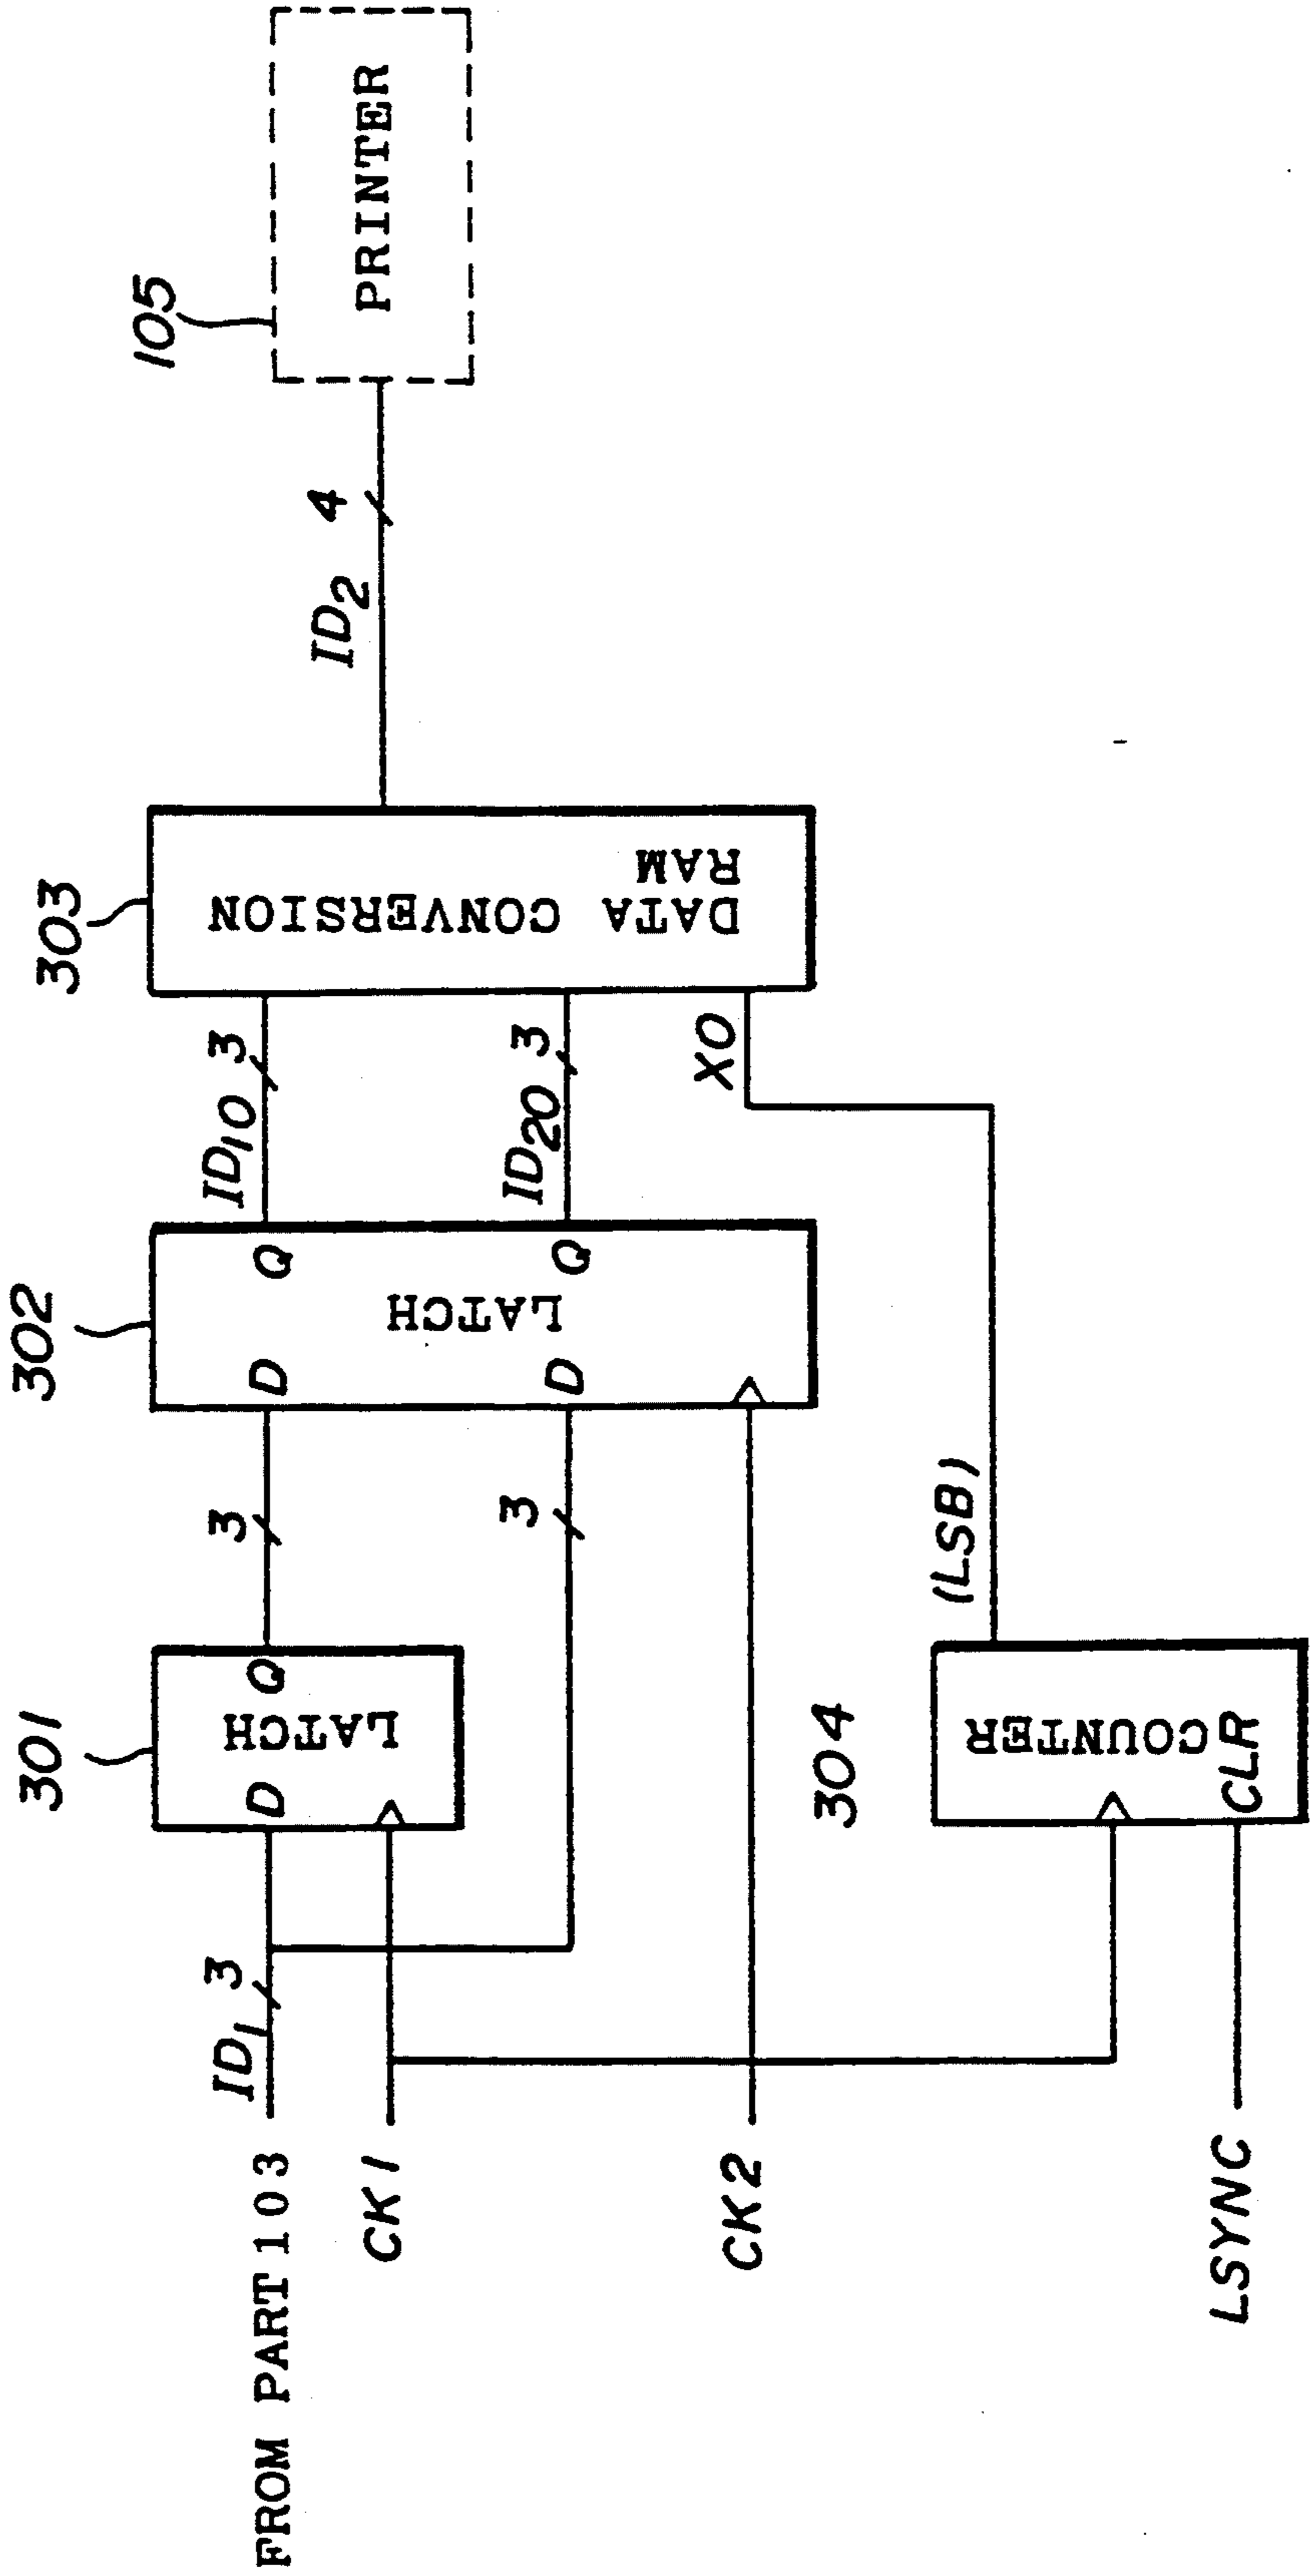 FROM PART 103
ID1 3
CK1
CK2
LSYNC
301
D Q
LATCH
3
3
302
D Q
LATCH
D Q
ID10 3
ID20 3
XO
303
DATA CONVERSION
RAM
ID2 4
105
PRINTER
304
COUNTER
CLR
(LSB)